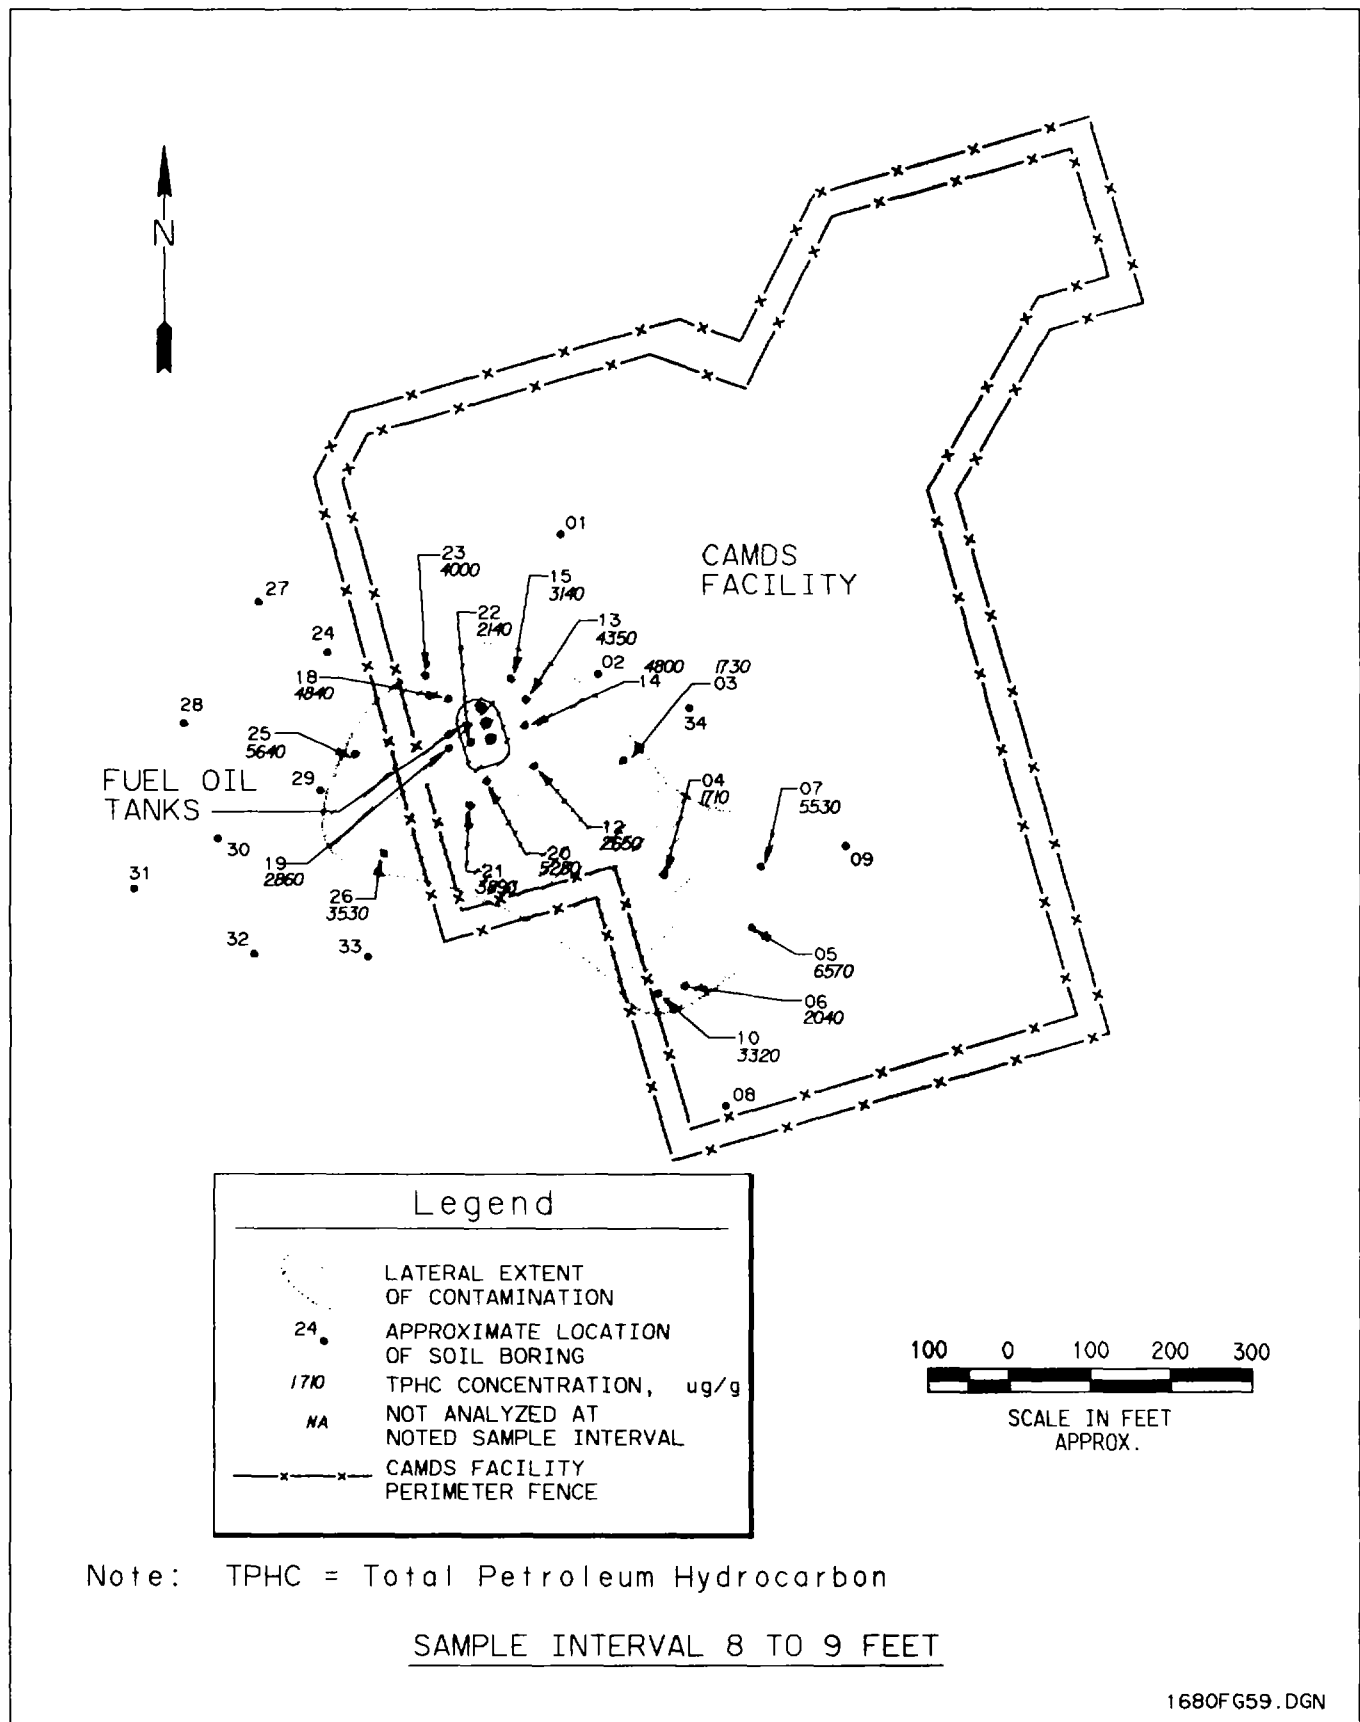 N
01
CAMDS
FACILITY
23
4000
15
3140
27
22
2140
13
4350
24
02
4800
1730
14
03
18
4840
34
28
25
5640
FUEL OIL
TANKS
29
04
1710
07
5530
30
12
2650
09
31
19
2860
20
5280
21
26
3530
32
33
05
6570
06
2040
10
3320
08
Legend
LATERAL EXTENT
OF CONTAMINATION
24
APPROXIMATE LOCATION
OF SOIL BORING
1710
TPHC CONCENTRATION, ug/g
NA
NOT ANALYZED AT
NOTED SAMPLE INTERVAL
CAMDS FACILITY
PERIMETER FENCE
100 0 100 200 300
SCALE IN FEET
APPROX.
Note: TPHC = Total Petroleum Hydrocarbon
SAMPLE INTERVAL 8 TO 9 FEET
1680FG59.DGN